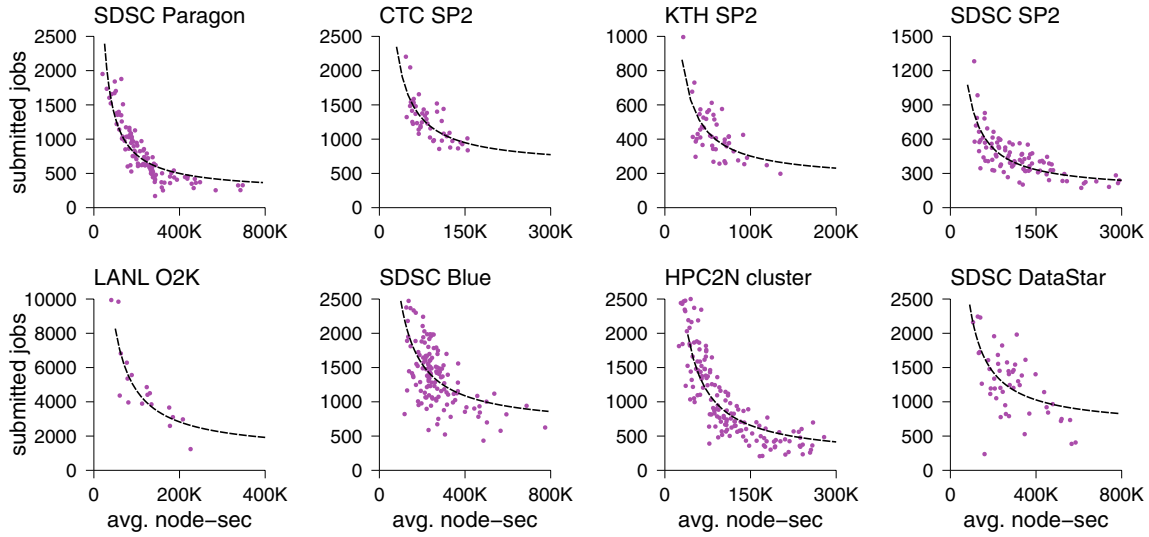 SDSC Paragon
CTC SP2
KTH SP2
SDSC SP2
submitted jobs
2500
2000
1500
1000
500
0
0
400K
800K
2500
2000
1500
1000
500
0
0
150K
300K
1000
800
600
400
200
0
0
100K
200K
1500
1200
900
600
300
0
0
150K
300K
LANL O2K
SDSC Blue
HPC2N cluster
SDSC DataStar
submitted jobs
10000
8000
6000
4000
2000
0
0
200K
400K
avg. node−sec
2500
2000
1500
1000
500
0
0
400K
800K
avg. node−sec
2500
2000
1500
1000
500
0
0
150K
300K
avg. node−sec
2500
2000
1500
1000
500
0
0
400K
800K
avg. node−sec